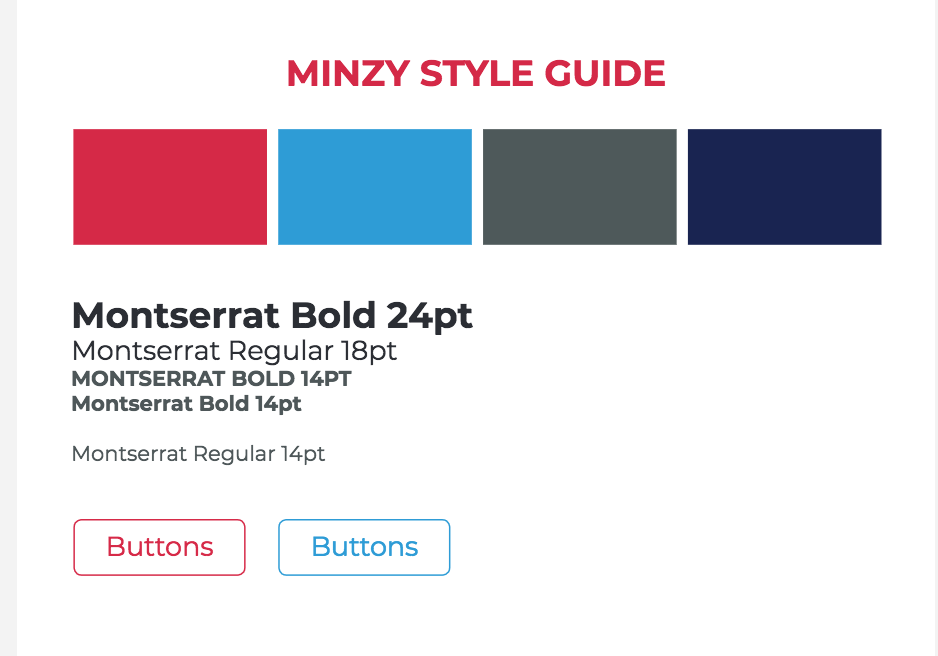 MINZY STYLE GUIDE
Montserrat Bold 24pt
Montserrat Regular 18pt
MONTSERRAT BOLD 14PT
Montserrat Bold 14pt
Montserrat Regular 14pt
Buttons Buttons